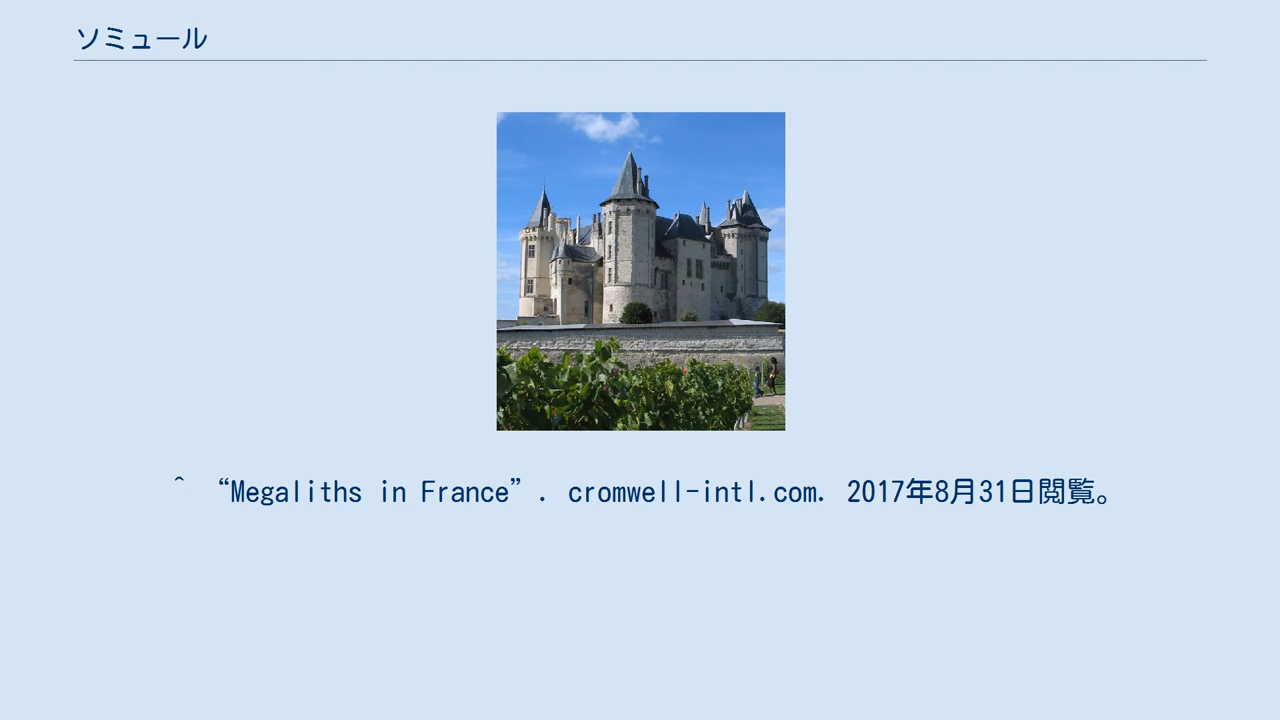 ソミュール
^ “Megaliths in France”. cromwell-intl.com. 2017年8月31日閲覧。